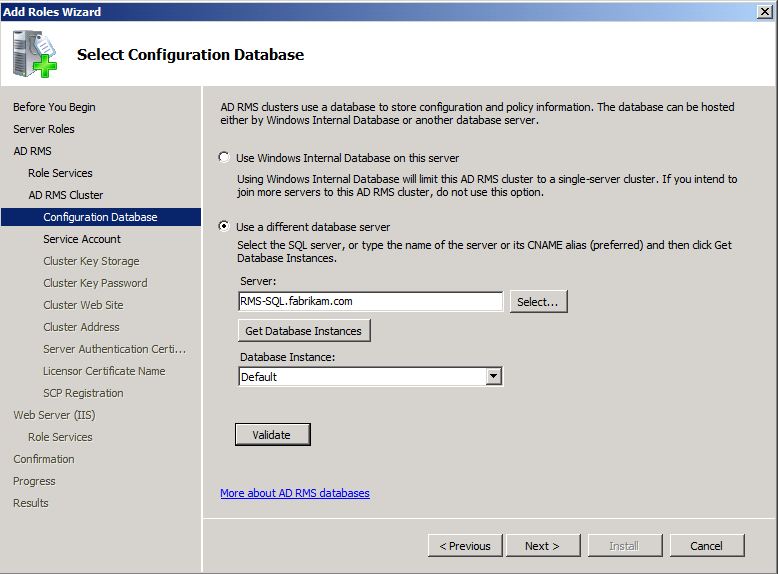 Add Roles Wizard
Select Configuration Database
Before You Begin
Server Roles
AD RMS
Role Services
AD RMS Cluster
Configuration Database
Service Account
Cluster Key Storage
Cluster Key Password
Cluster Web Site
Cluster Address
Server Authentication Certi...
Licensor Certificate Name
SCP Registration
Web Server (IIS)
Role Services
Confirmation
Progress
Results
AD RMS clusters use a database to store configuration and policy information. The database can be hosted
either by Windows Internal Database or another database server.
Use Windows Internal Database on this server
Using Windows Internal Database will limit this AD RMS cluster to a single-server cluster. If you intend to
join more servers to this AD RMS cluster, do not use this option.
Use a different database server
Select the SQL server, or type the name of the server or its CNAME alias (preferred) and then click Get
Database Instances.
Server:
RMS-SQL.fabrikam.com
Select...
Get Database Instances
Database Instance:
Default
Validate
More about AD RMS databases
< Previous
Next >
Install
Cancel